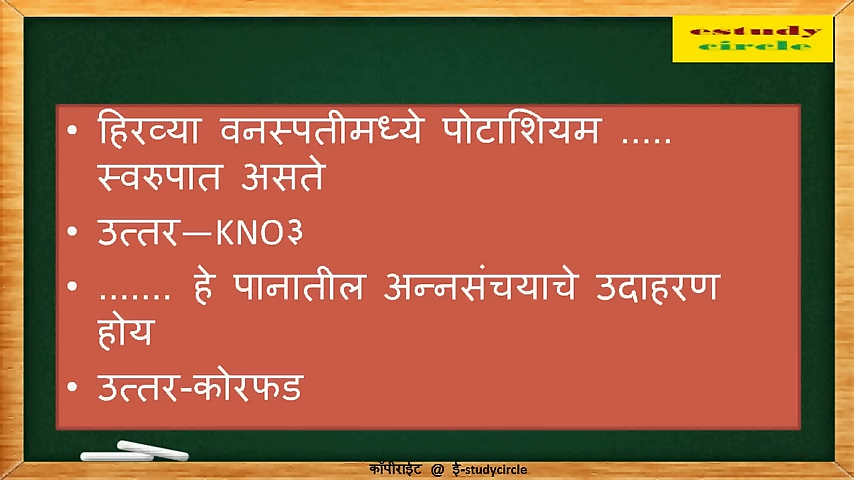 estudy
circle
• हिरव्या वनस्पतीमध्ये पोटाशियम .....
स्वरुपात असते
• उत्तर—KNO३
• ....... हे पानातील अन्नसंचयाचे उदाहरण
होय
• उत्तर-कोरफड
कॉपीराईट @ ई-studycircle